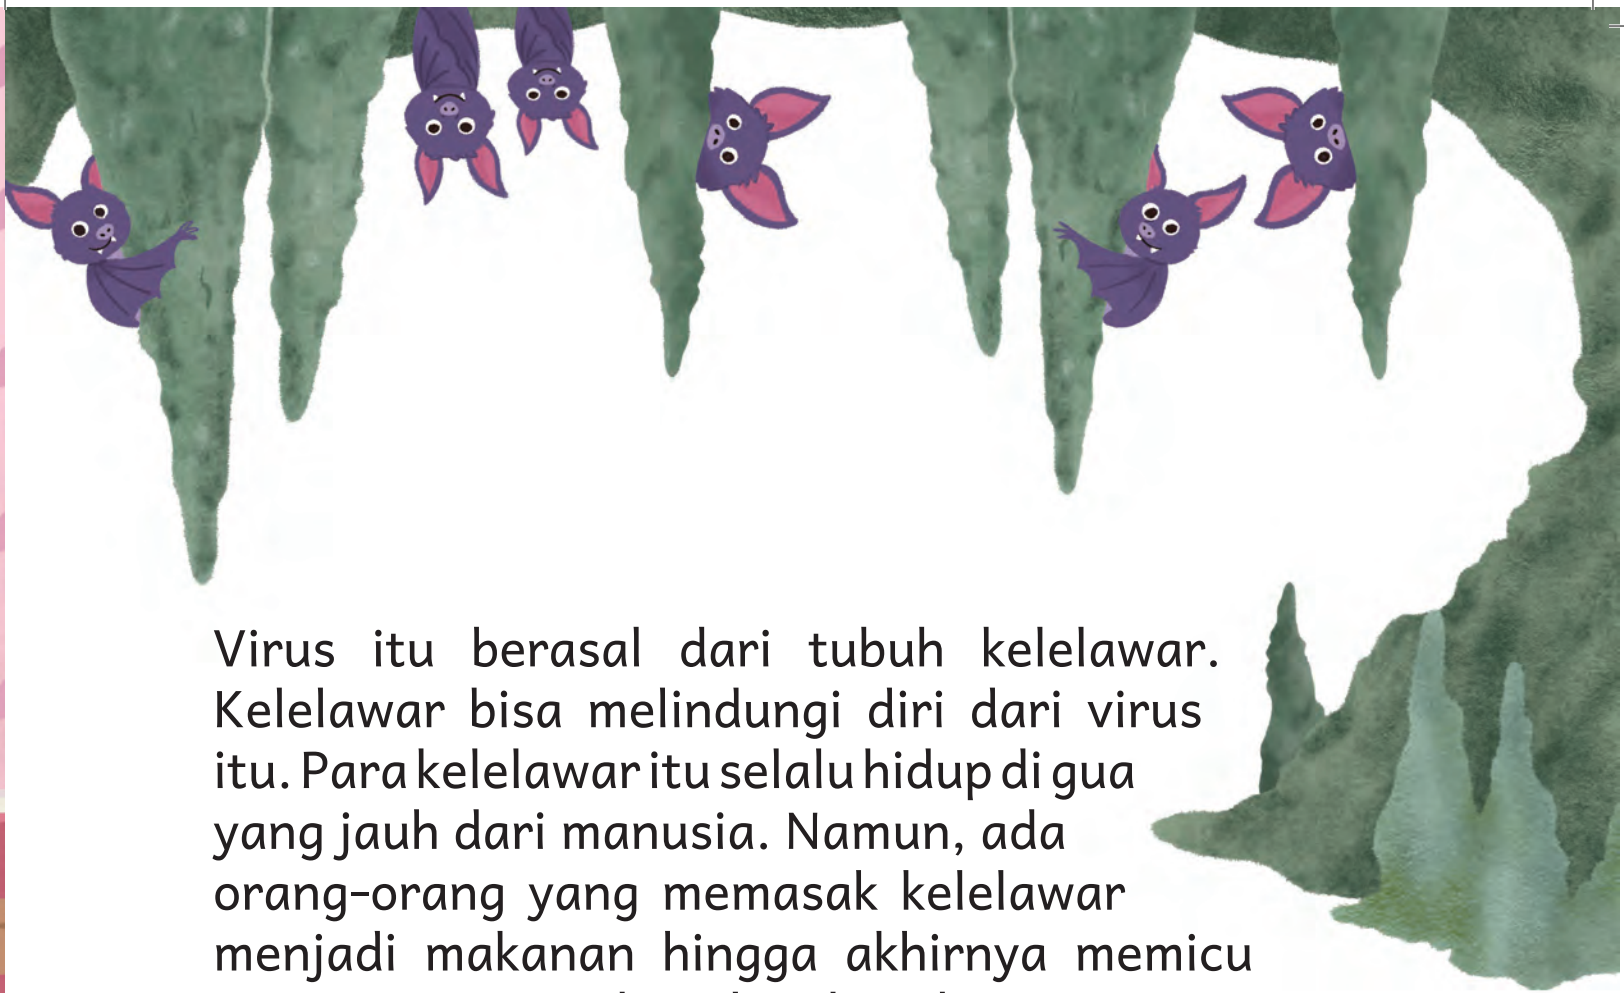 Virus itu berasal dari tubuh kelelawar.
Kelelawar bisa melindungi diri dari virus
itu. Para kelelawar itu selalu hidup di gua
yang jauh dari manusia. Namun, ada
orang-orang yang memasak kelelawar
menjadi makanan hingga akhirnya memicu